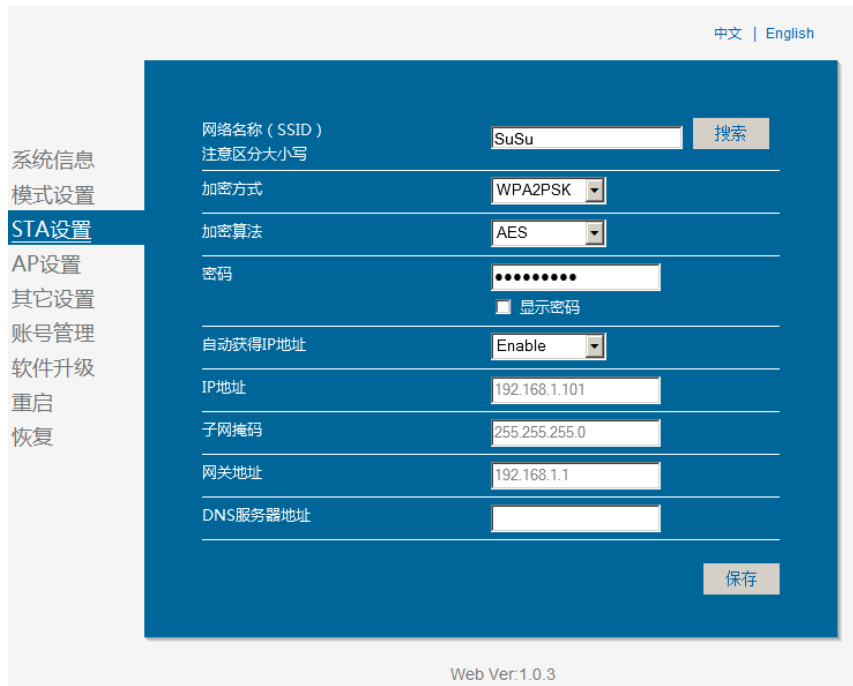 中文 | English
系统信息
模式设置
STA设置
AP设置
其它设置
账号管理
软件升级
重启
恢复
网络名称（SSID） SuSu 搜索
注意区分大小写
加密方式 WPA2PSK
加密算法 AES
密码 •••••••••
显示密码
自动获得IP地址 Enable
IP地址 192.168.1.101
子网掩码 255.255.255.0
网关地址 192.168.1.1
DNS服务器地址
保存
Web Ver:1.0.3